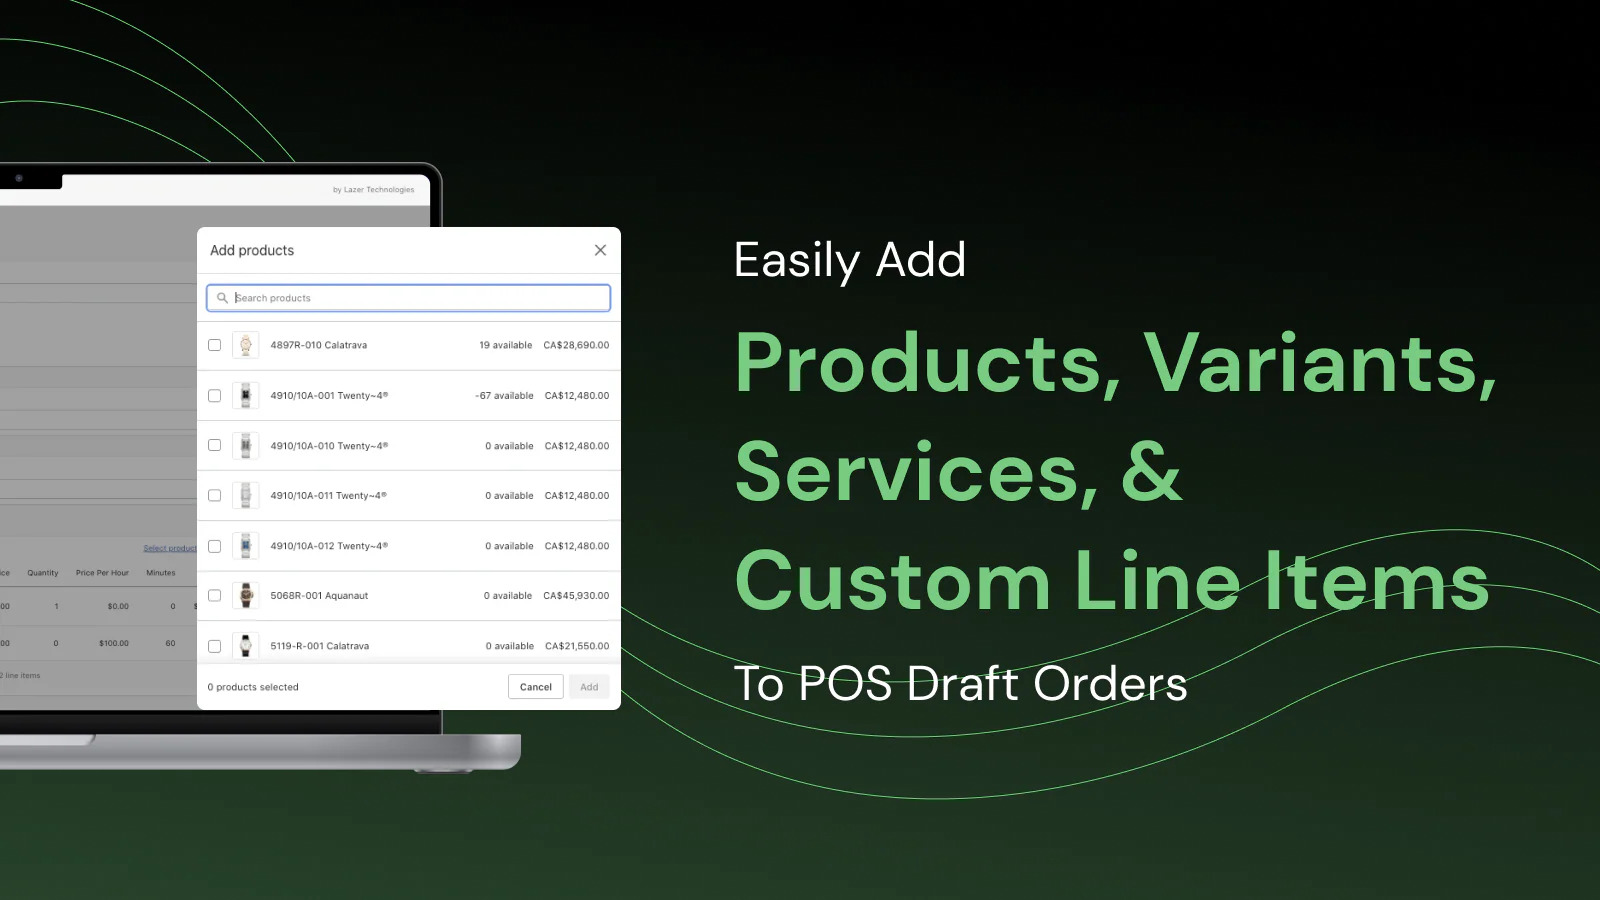 by Lazer Technologies
Add products
Search products
4897R-010 Calatrava 19 available CA$28,690.00
4910/10A-001 Twenty~4® -67 available CA$12,480.00
4910/10A-010 Twenty~4® 0 available CA$12,480.00
4910/10A-011 Twenty~4® 0 available CA$12,480.00
4910/10A-012 Twenty~4® 0 available CA$12,480.00
5068R-001 Aquanaut 0 available CA$45,930.00
5119-R-001 Calatrava 0 available CA$21,550.00
0 products selected Cancel Add
Select product
Quantity Price Per Hour Minutes
1 $0.00 0 $
0 $100.00 60
2 line items
Easily Add
Products, Variants,
Services, &
Custom Line Items
To POS Draft Orders